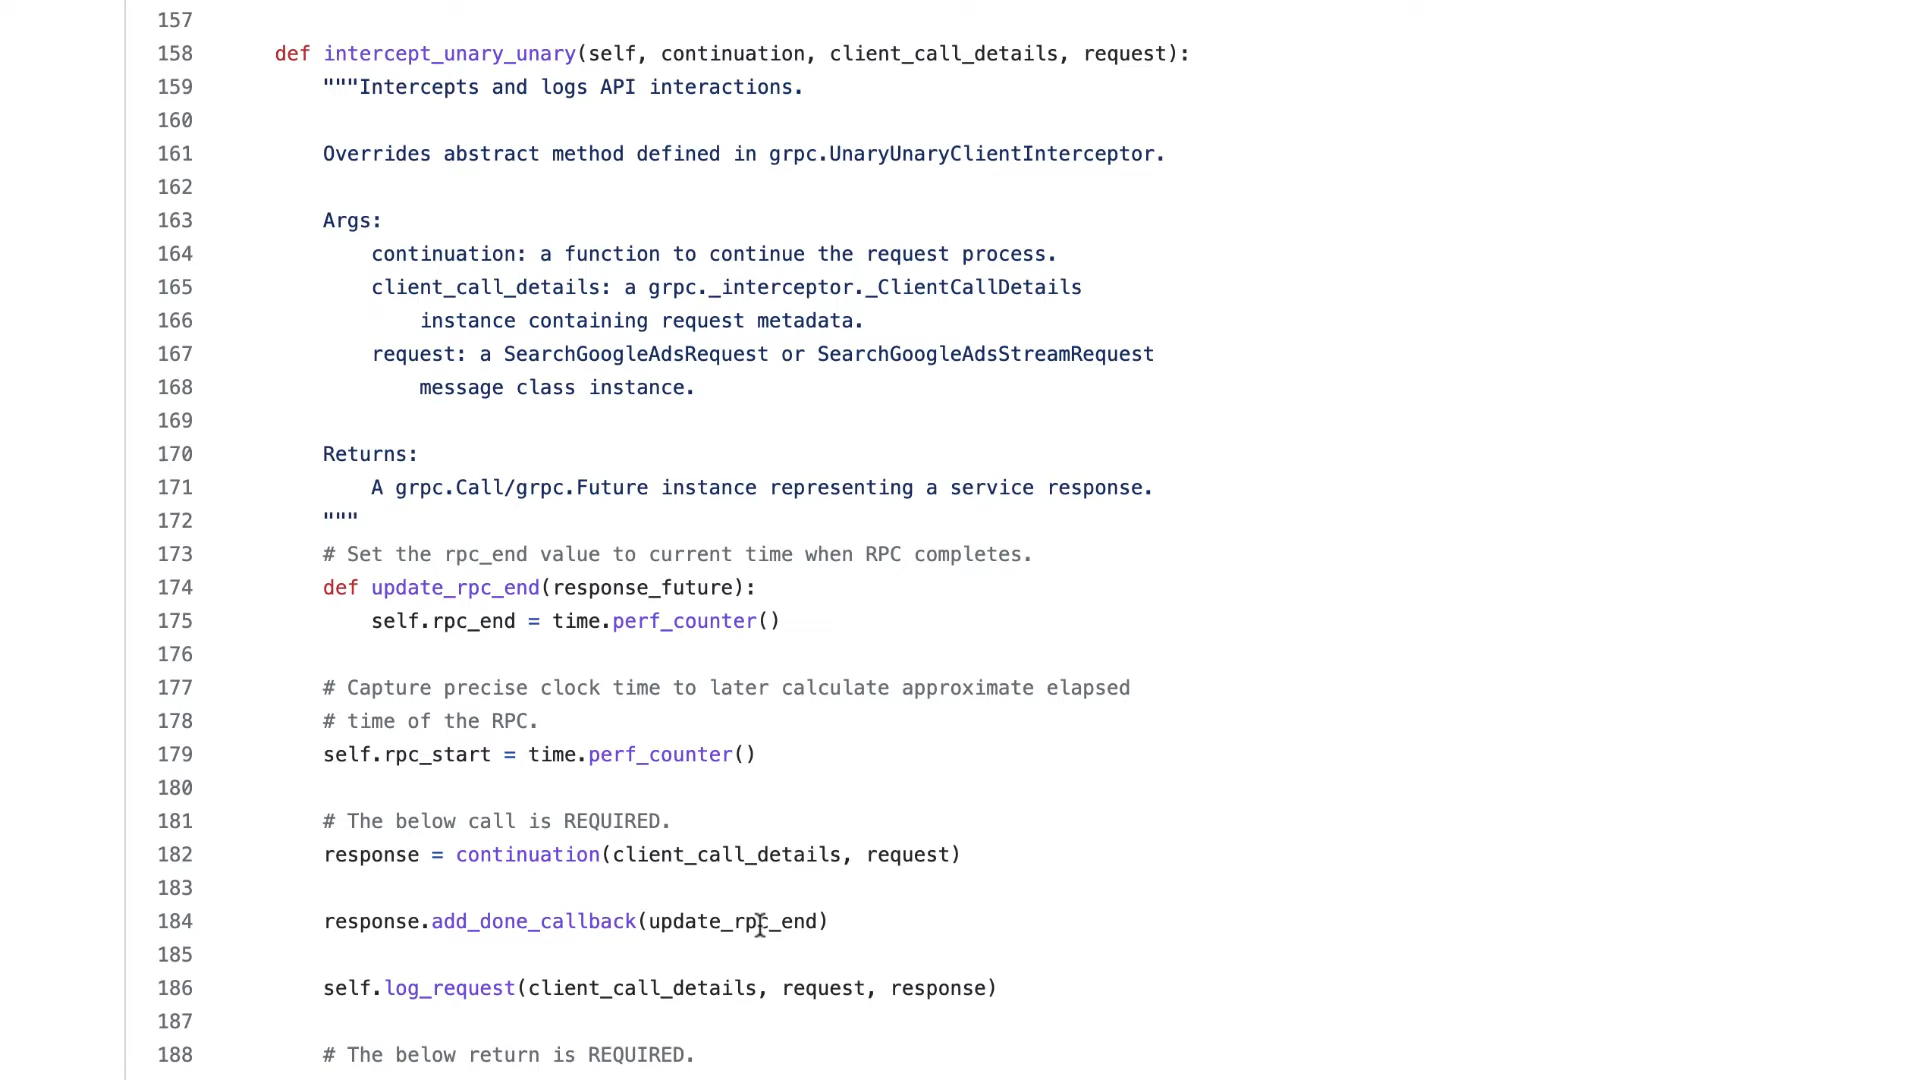 157
158 def intercept_unary_unary(self, continuation, client_call_details, request):
159 """Intercepts and logs API interactions.
160
161 Overrides abstract method defined in grpc.UnaryUnaryClientInterceptor.
162
163 Args:
164 continuation: a function to continue the request process.
165 client_call_details: a grpc._interceptor._ClientCallDetails
166 instance containing request metadata.
167 request: a SearchGoogleAdsRequest or SearchGoogleAdsStreamRequest
168 message class instance.
169
170 Returns:
171 A grpc.Call/grpc.Future instance representing a service response.
172 """
173 # Set the rpc_end value to current time when RPC completes.
174 def update_rpc_end(response_future):
175 self.rpc_end = time.perf_counter()
176
177 # Capture precise clock time to later calculate approximate elapsed
178 # time of the RPC.
179 self.rpc_start = time.perf_counter()
180
181 # The below call is REQUIRED.
182 response = continuation(client_call_details, request)
183
184 response.add_done_callback(update_rpc_end)
185
186 self.log_request(client_call_details, request, response)
187
188 # The below return is REQUIRED.